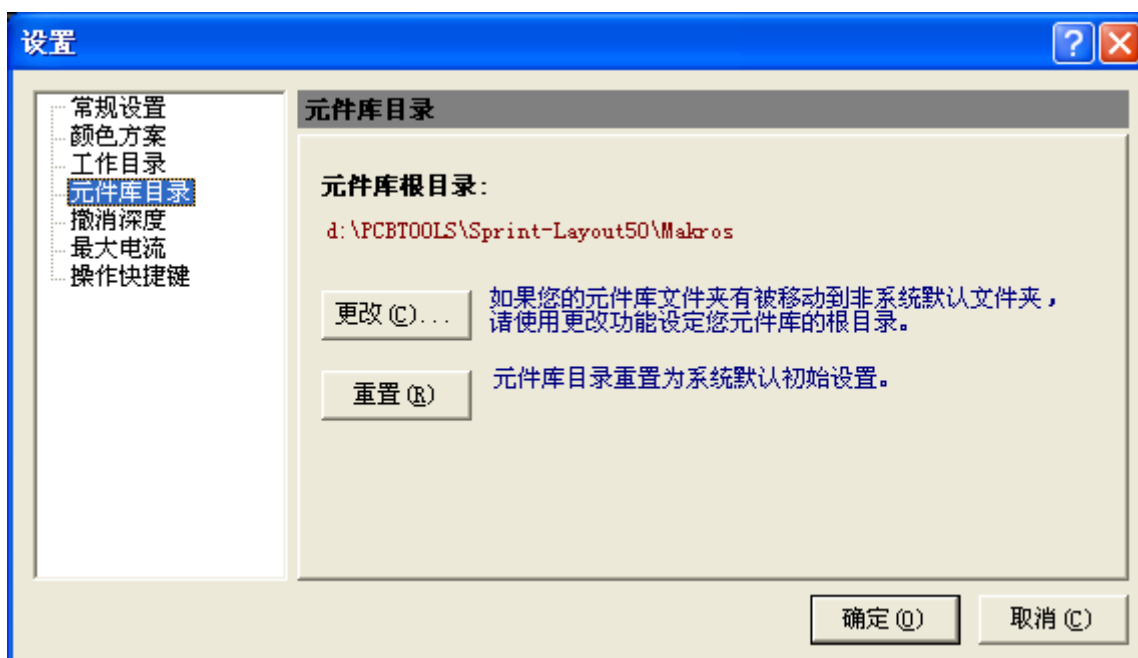 设置
常规设置
颜色方案
工作目录
元件库目录
撤消深度
最大电流
操作快捷键
元件库目录
元件库根目录:
d:\PCBTOOLS\Sprint-Layout50\Makros
更改(C)...
如果您的元件库文件夹有被移动到非系统默认文件夹，
请使用更改功能设定您元件库的根目录。
重置(R)
元件库目录重置为系统默认初始设置。
确定(O)
取消(C)